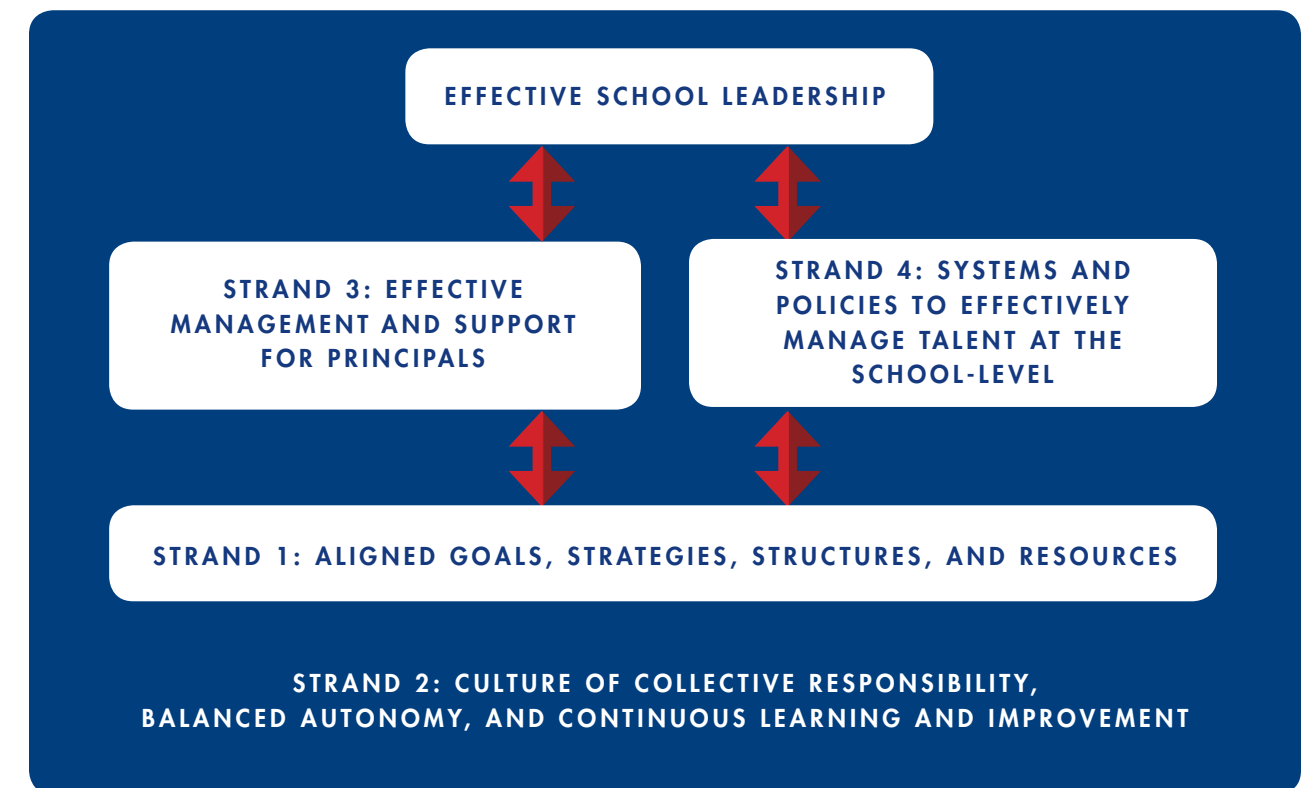 EFFECTIVE SCHOOL LEADERSHIP
STRAND 3: EFFECTIVE
MANAGEMENT AND SUPPORT
FOR PRINCIPALS
STRAND 4: SYSTEMS AND
POLICIES TO EFFECTIVELY
MANAGE TALENT AT THE
SCHOOL-LEVEL
STRAND 1: ALIGNED GOALS, STRATEGIES, STRUCTURES, AND RESOURCES
STRAND 2: CULTURE OF COLLECTIVE RESPONSIBILITY,
BALANCED AUTONOMY, AND CONTINUOUS LEARNING AND IMPROVEMENT